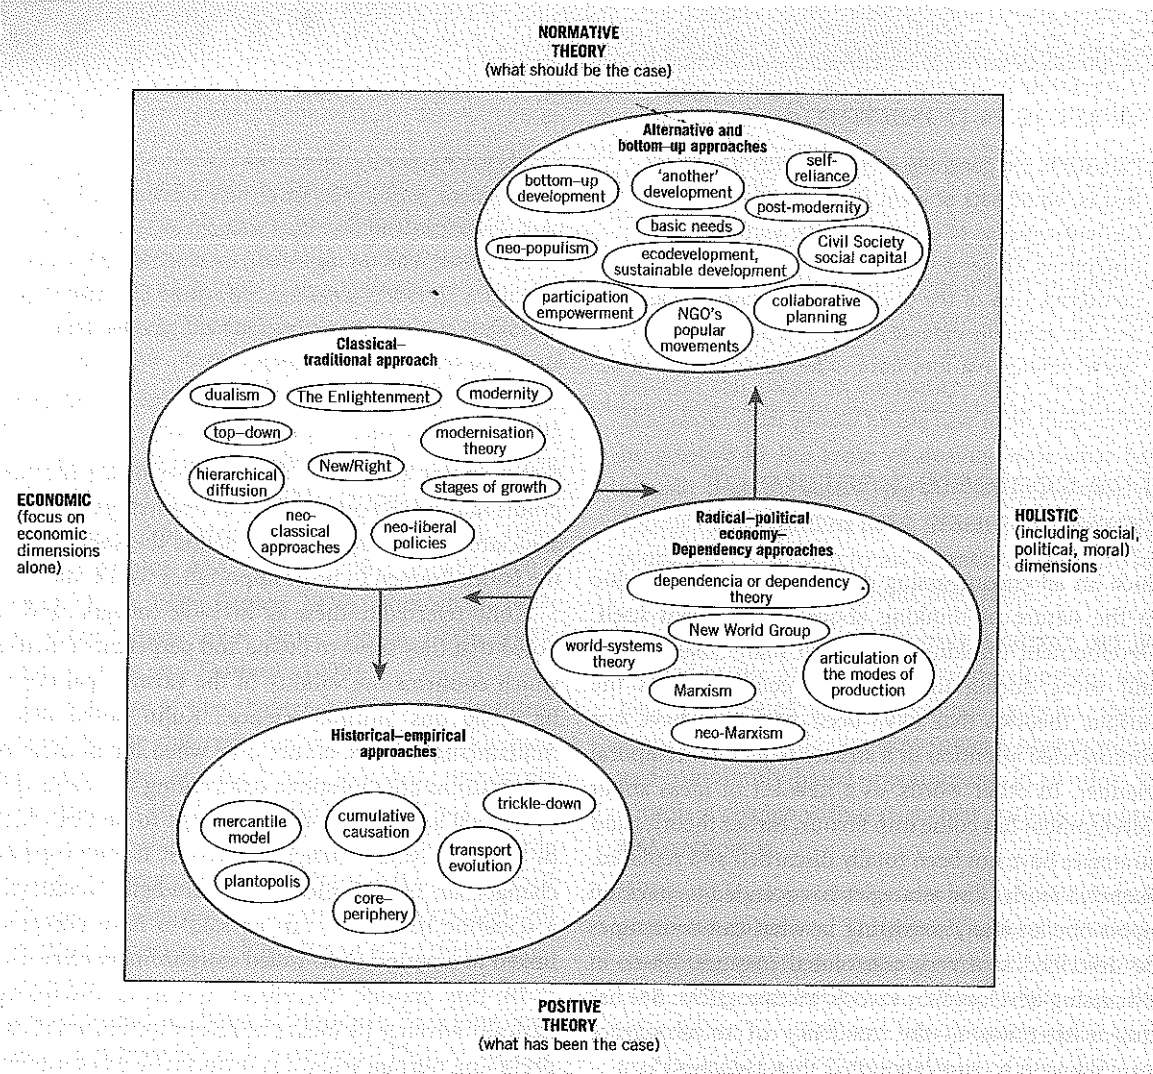 NORMATIVE
THEORY
(what should be the case)
Alternative and
bottom–up approaches
bottom–up
development
'another'
development
self-
reliance
post-modernity
basic needs
neo-populism
ecodevelopment,
sustainable development
Civil Society
social capital
participation
empowerment
NGO's
popular
movements
collaborative
planning
Classical–
traditional approach
dualism
The Enlightenment
modernity
top–down
modernisation
theory
hierarchical
diffusion
New/Right
stages of growth
neo-
classical
approaches
neo-liberal
policies
ECONOMIC
(focus on
economic
dimensions
alone)
HOLISTIC
(including social,
political, moral)
dimensions
Radical–political
economy–
Dependency approaches
dependencia or dependency
theory
New World Group
world-systems
theory
articulation of
the modes of
production
Marxism
neo-Marxism
Historical–empirical
approaches
mercantile
model
cumulative
causation
trickle-down
transport
evolution
plantopolis
core–
periphery
POSITIVE
THEORY
(what has been the case)